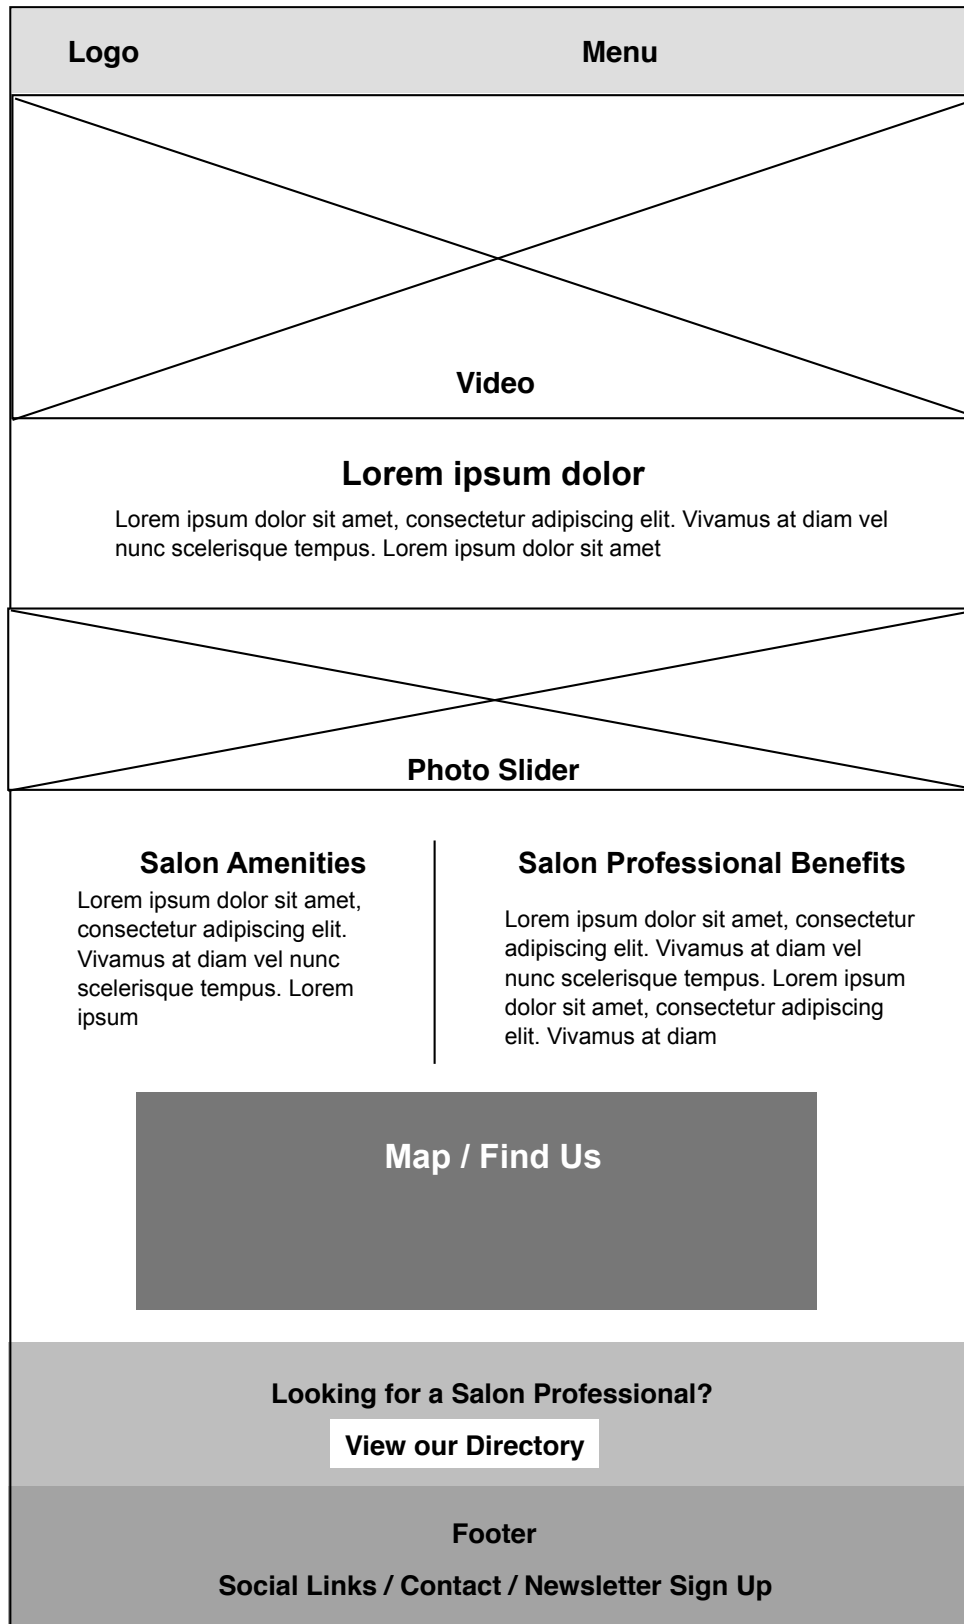 Logo
Menu
Video
Lorem ipsum dolor
Lorem ipsum dolor sit amet, consectetur adipiscing elit. Vivamus at diam vel
nunc scelerisque tempus. Lorem ipsum dolor sit amet
Photo Slider
Salon Amenities
Lorem ipsum dolor sit amet,
consectetur adipiscing elit.
Vivamus at diam vel nunc
scelerisque tempus. Lorem
ipsum
Salon Professional Benefits
Lorem ipsum dolor sit amet, consectetur
adipiscing elit. Vivamus at diam vel
nunc scelerisque tempus. Lorem ipsum
dolor sit amet, consectetur adipiscing
elit. Vivamus at diam
Map / Find Us
Looking for a Salon Professional?
View our Directory
Footer
Social Links / Contact / Newsletter Sign Up